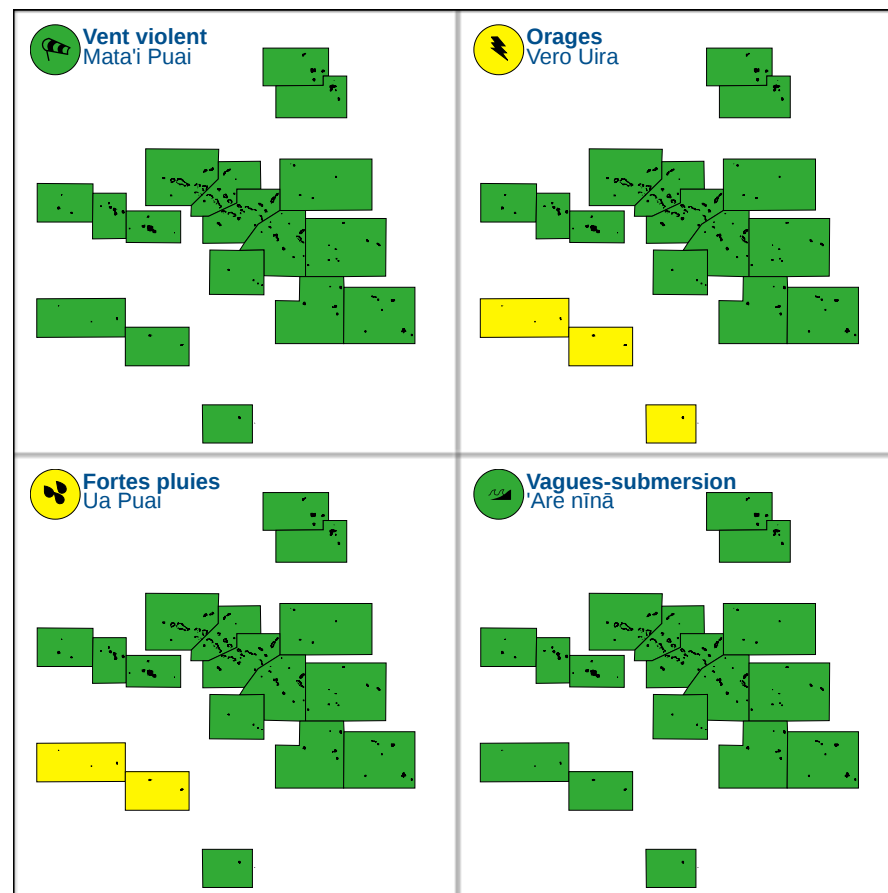 Vent violent
Mata'i Puai
Orages
Vero Uira
Fortes pluies
Ua Puai
Vagues-submersion
'Are nīnā